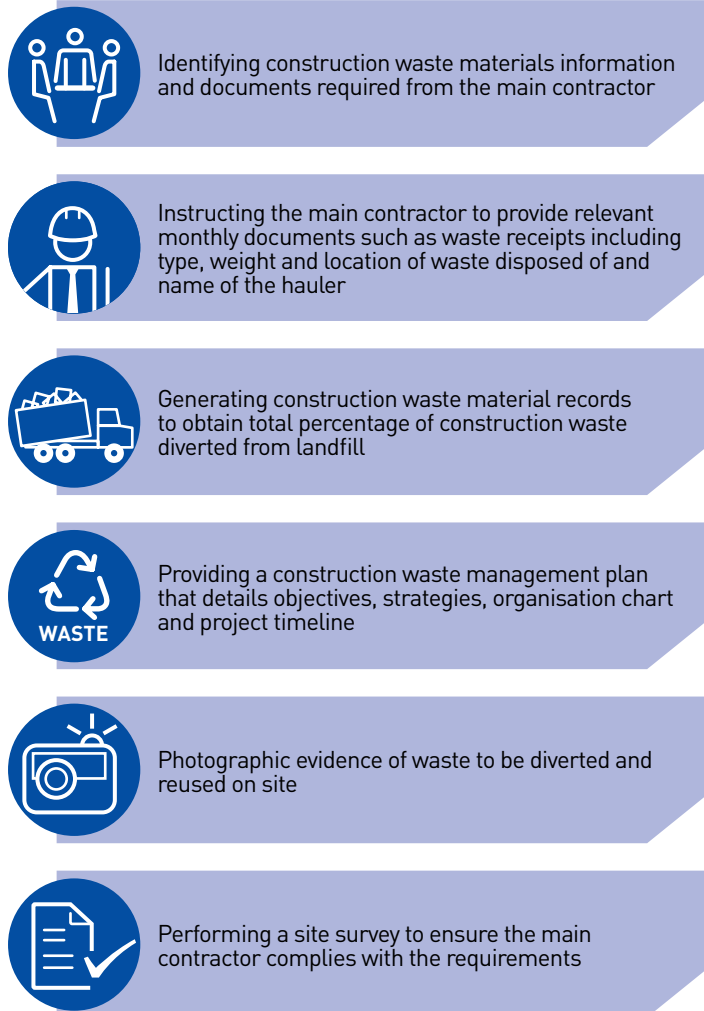 Identifying construction waste materials information
and documents required from the main contractor
Instructing the main contractor to provide relevant
monthly documents such as waste receipts including
type, weight and location of waste disposed of and
name of the hauler
Generating construction waste material records
to obtain total percentage of construction waste
diverted from landfill
WASTE
Providing a construction waste management plan
that details objectives, strategies, organisation chart
and project timeline
Photographic evidence of waste to be diverted and
reused on site
Performing a site survey to ensure the main
contractor complies with the requirements